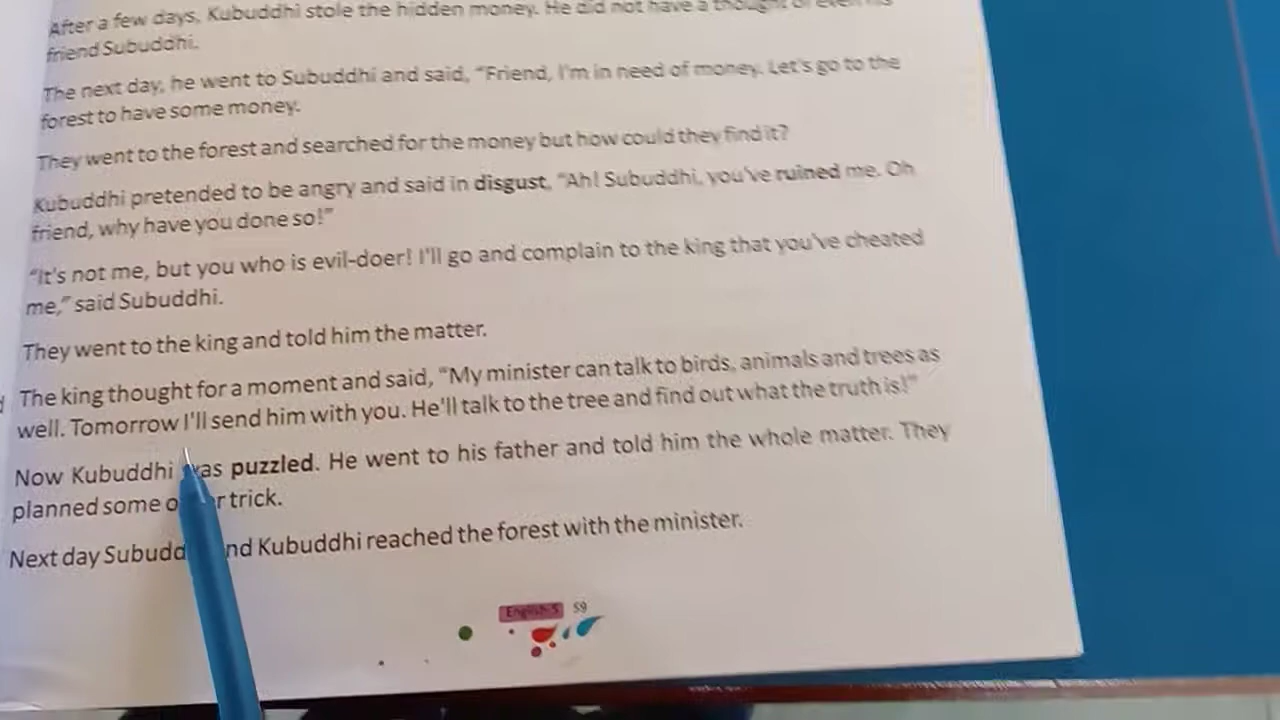 After a few days, Kubuddhi stole the hidden money. He did not have a thought of even his
friend Subuddhi.
The next day, he went to Subuddhi and said, “Friend, I'm in need of money. Let's go to the
forest to have some money.
They went to the forest and searched for the money but how could they find it?
Kubuddhi pretended to be angry and said in disgust, “Ah! Subuddhi, you've ruined me. Oh
friend, why have you done so!”
“It's not me, but you who is evil-doer! I'll go and complain to the king that you've cheated
me,” said Subuddhi.
They went to the king and told him the matter.
The king thought for a moment and said, “My minister can talk to birds, animals and trees as
well. Tomorrow I'll send him with you. He'll talk to the tree and find out what the truth is!”
Now Kubuddhi was puzzled. He went to his father and told him the whole matter. They
planned some other trick.
Next day Subuddhi and Kubuddhi reached the forest with the minister.
English-5 59